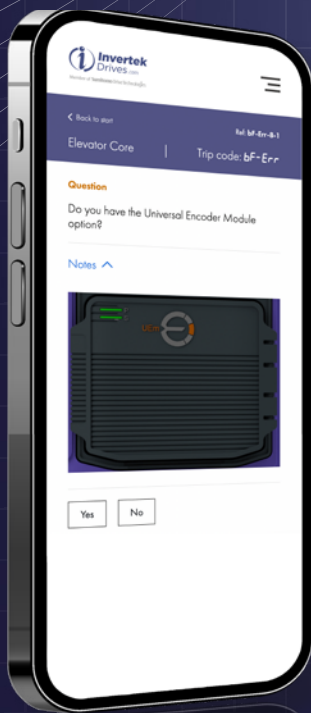 Invertek
Drives.com
< Back to start
Ref: bF-Err-8-1
Elevator Core | Trip code: bF-Err
Question
Do you have the Universal Encoder Module
option?
Notes
UEm
Yes
No